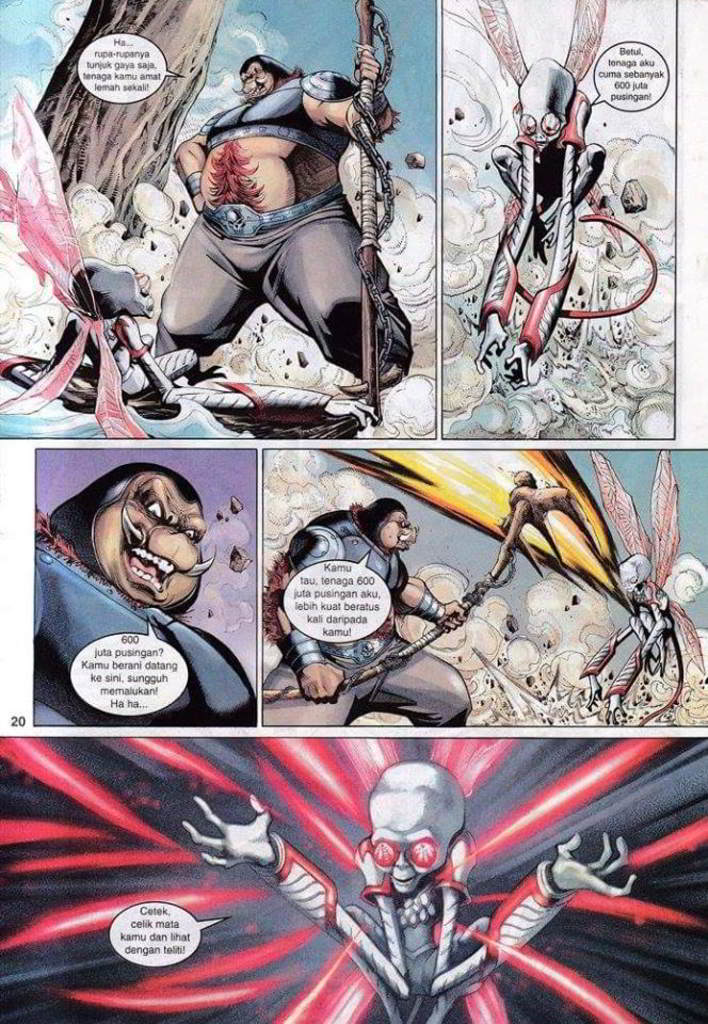 Ha...
rupa-rupanya
tunjuk gaya saja,
tenaga kamu amat
lemah sekali!
Betul,
tenaga aku
cuma sebanyak
600 juta
pusingan!
600
juta pusingan?
Kamu berani datang
ke sini, sungguh
memalukan!
Ha ha...
Kamu
tau, tenaga 600
juta pusingan aku,
lebih kuat beratus
kali daripada
kamu!
20
Cetek,
celik mata
kamu dan lihat
dengan teliti!